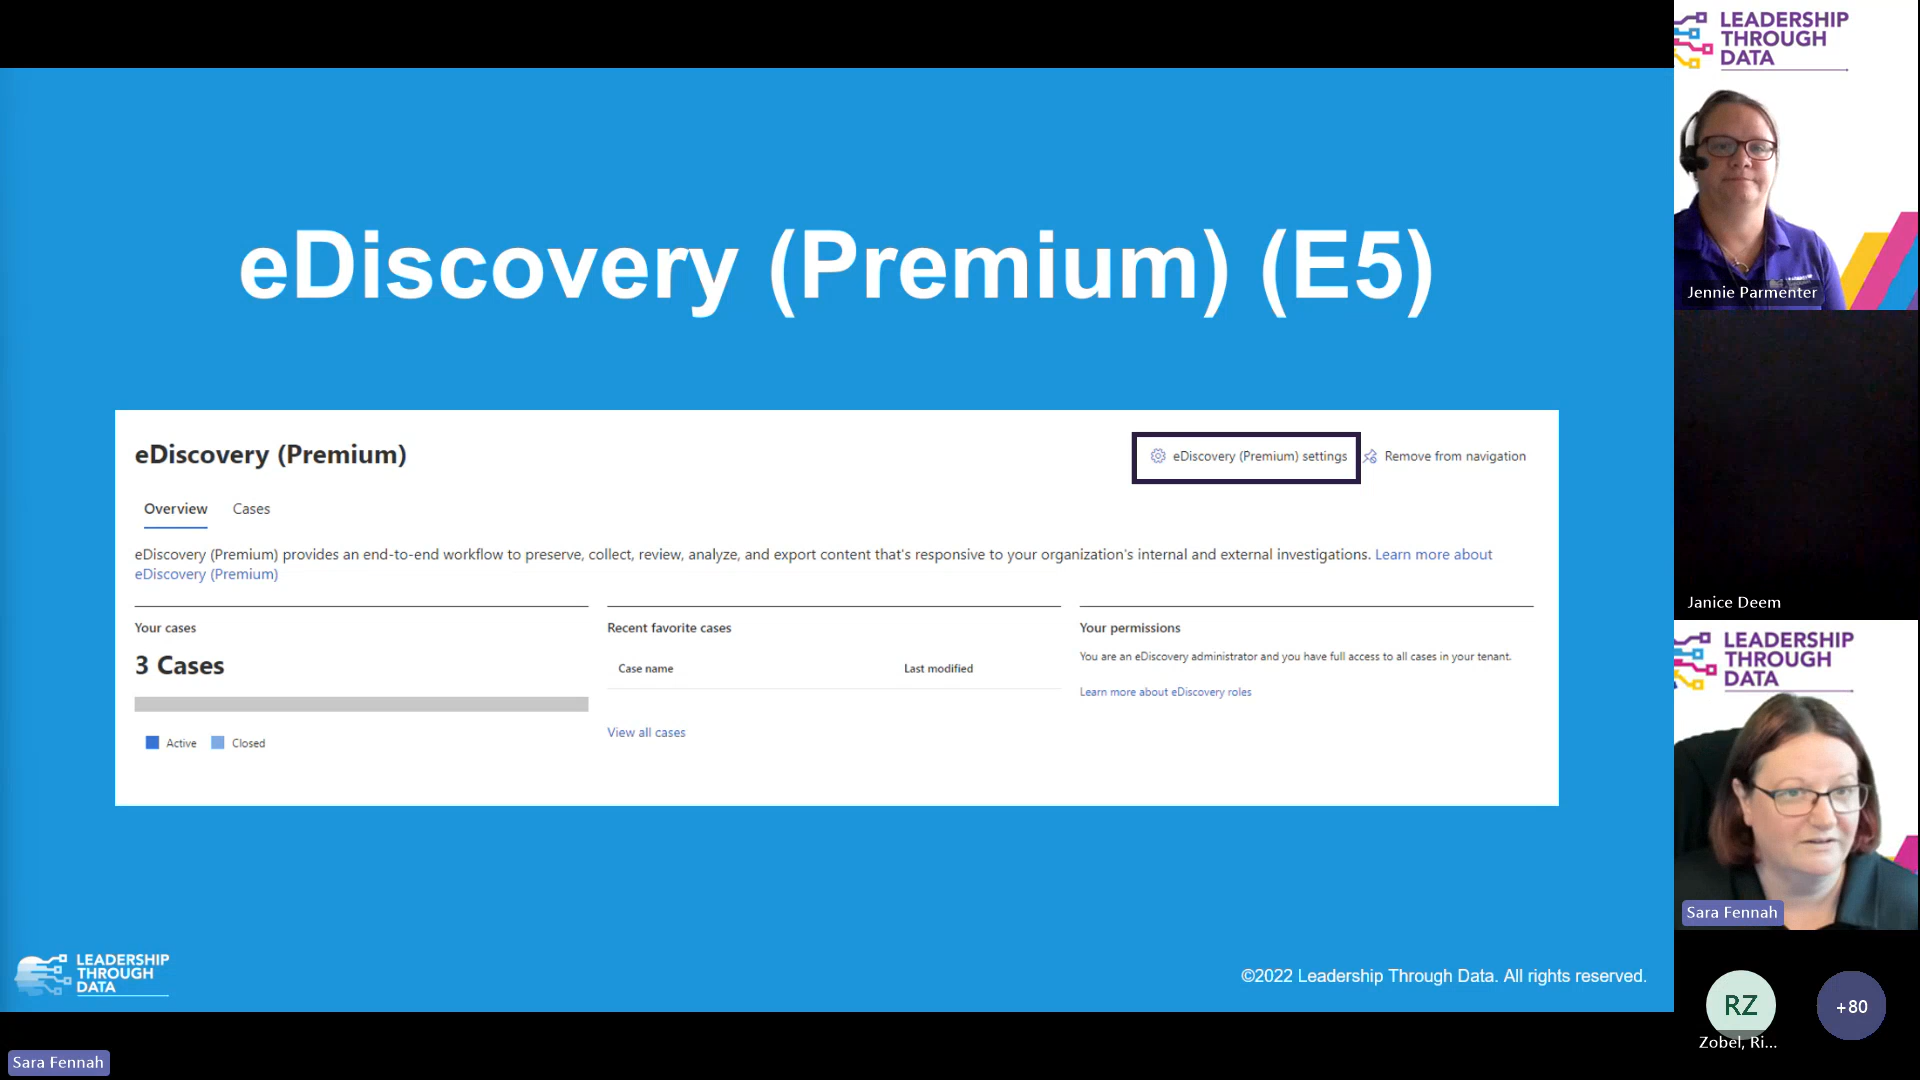 eDiscovery (Premium) (E5)
eDiscovery (Premium)
eDiscovery (Premium) settings
Remove from navigation
Overview
Cases
eDiscovery (Premium) provides an end-to-end workflow to preserve, collect, review, analyze, and export content that's responsive to your organization's internal and external investigations. Learn more about
eDiscovery (Premium)
Your cases
3 Cases
Active
Closed
Recent favorite cases
Case name
Last modified
View all cases
Your permissions
You are an eDiscovery administrator and you have full access to all cases in your tenant.
Learn more about eDiscovery roles
LEADERSHIP
THROUGH
DATA
©2022 Leadership Through Data. All rights reserved.
Sara Fennah
LEADERSHIP
THROUGH
DATA
Jennie Parmenter
Janice Deem
LEADERSHIP
THROUGH
DATA
Sara Fennah
RZ
Zobel, Ri...
+80